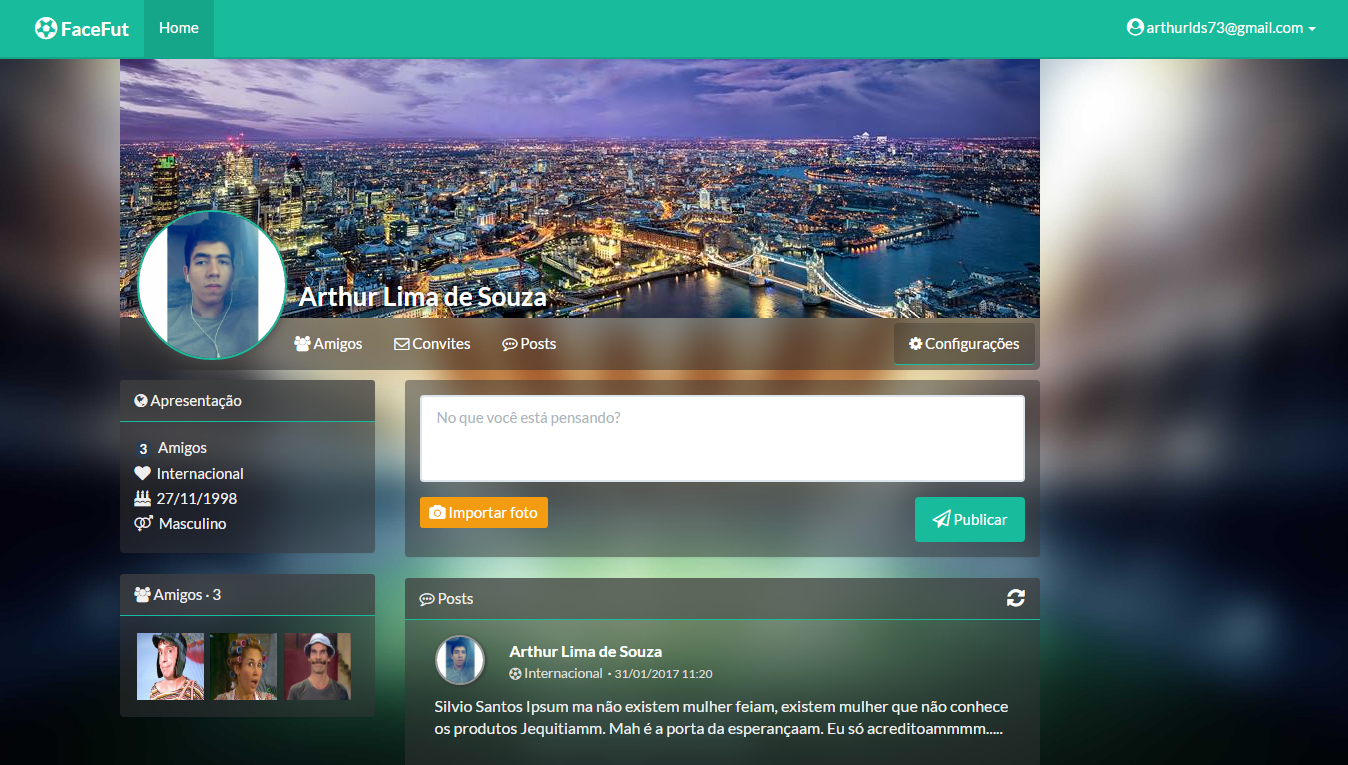 FaceFut
Home
arthurlds73@gmail.com
Arthur Lima de Souza
Amigos
Convites
Posts
Configurações
Apresentação
3 Amigos
Internacional
27/11/1998
Masculino
Amigos · 3
No que você está pensando?
Importar foto
Publicar
Posts
Arthur Lima de Souza
Internacional · 31/01/2017 11:20
Silvio Santos Ipsum ma não existem mulher feiam, existem mulher que não conhece
os produtos Jequitiamm. Mah é a porta da esperançaam. Eu só acreditoammmm.....